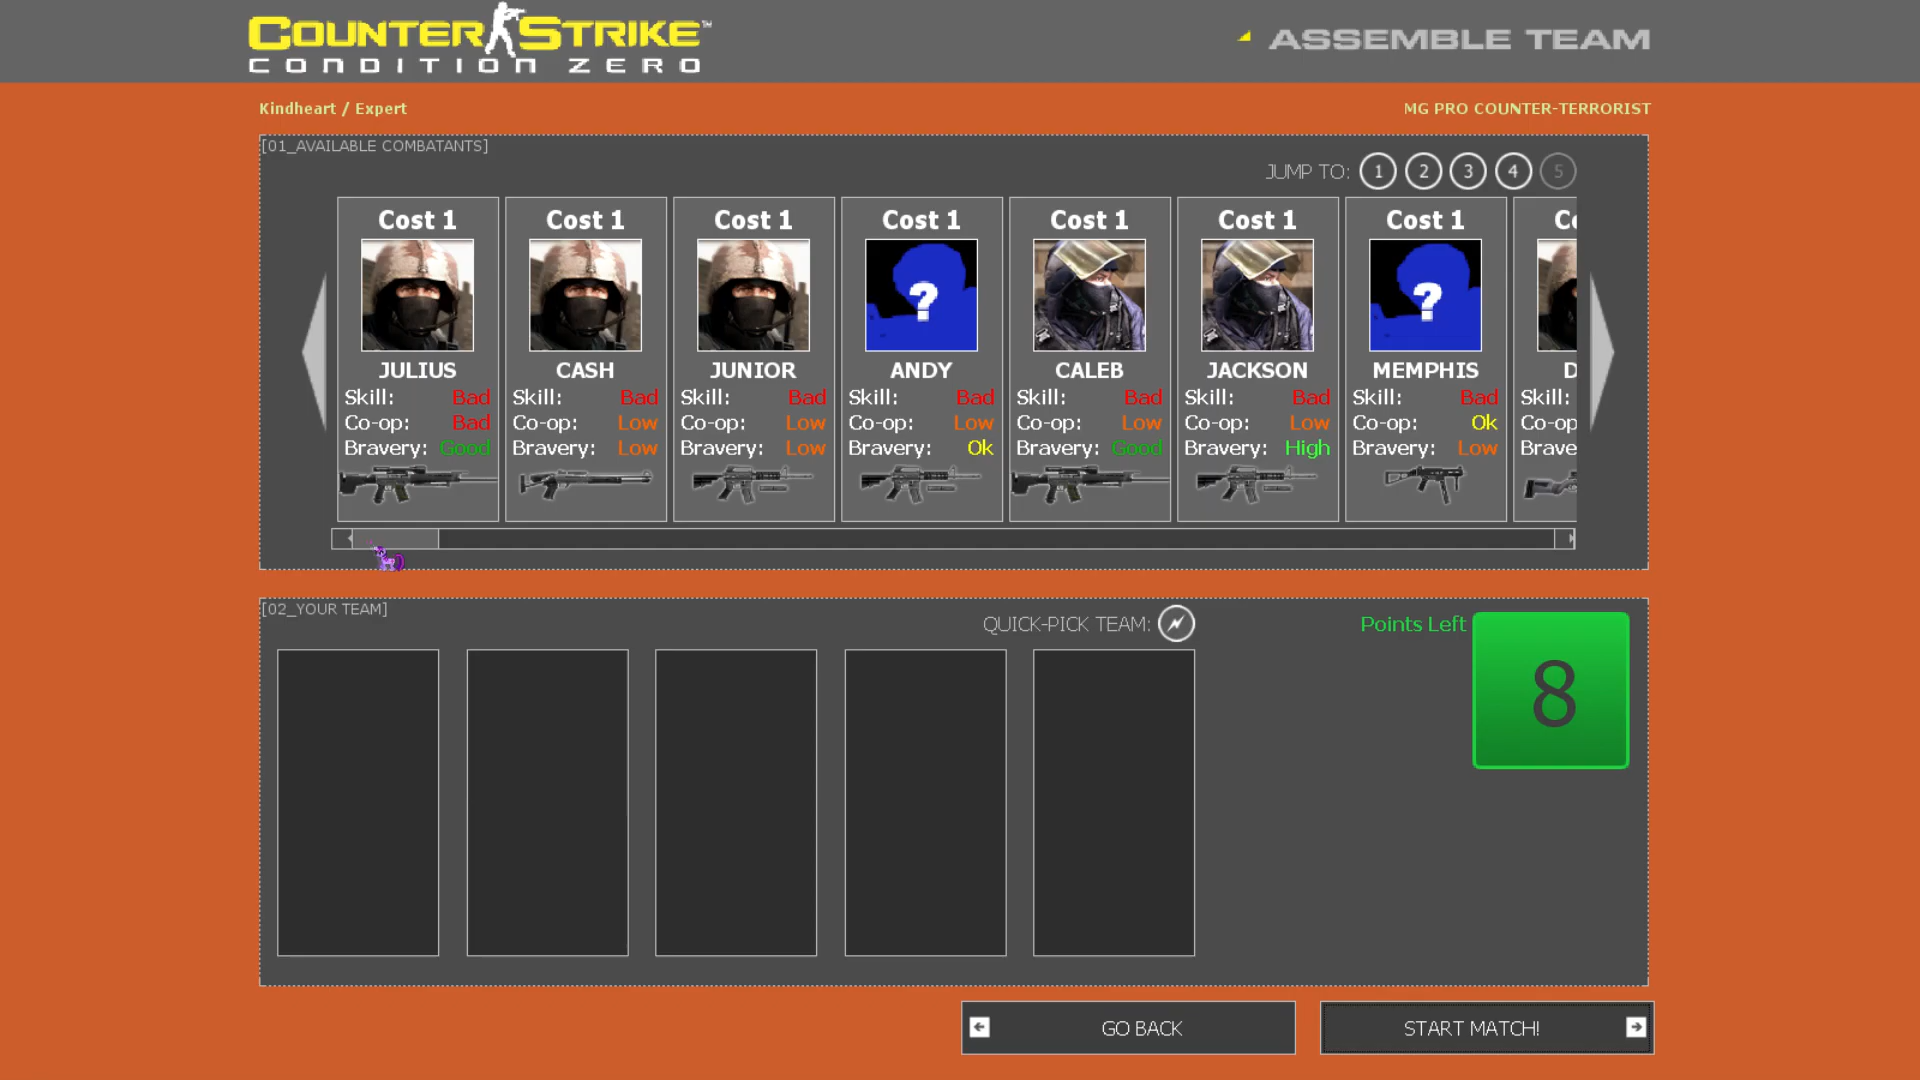 COUNTER STRIKE™
CONDITION ZERO
ASSEMBLE TEAM
Kindheart / Expert
MG PRO COUNTER-TERRORIST
[01_AVAILABLE COMBATANTS]
JUMP TO: 1 2 3 4 5
Cost 1 Cost 1 Cost 1 Cost 1 Cost 1 Cost 1 Cost 1
? ?
JULIUS CASH JUNIOR ANDY CALEB JACKSON MEMPHIS
Skill: Bad Skill: Bad Skill: Bad Skill: Bad Skill: Bad Skill: Bad Skill: Bad Skill:
Co-op: Bad Co-op: Low Co-op: Low Co-op: Low Co-op: Low Co-op: Low Co-op: Ok Co-op
Bravery: Good Bravery: Low Bravery: Low Bravery: Ok Bravery: Good Bravery: High Bravery: Low Brave
[02_YOUR TEAM]
QUICK-PICK TEAM:
Points Left
8
GO BACK
START MATCH!